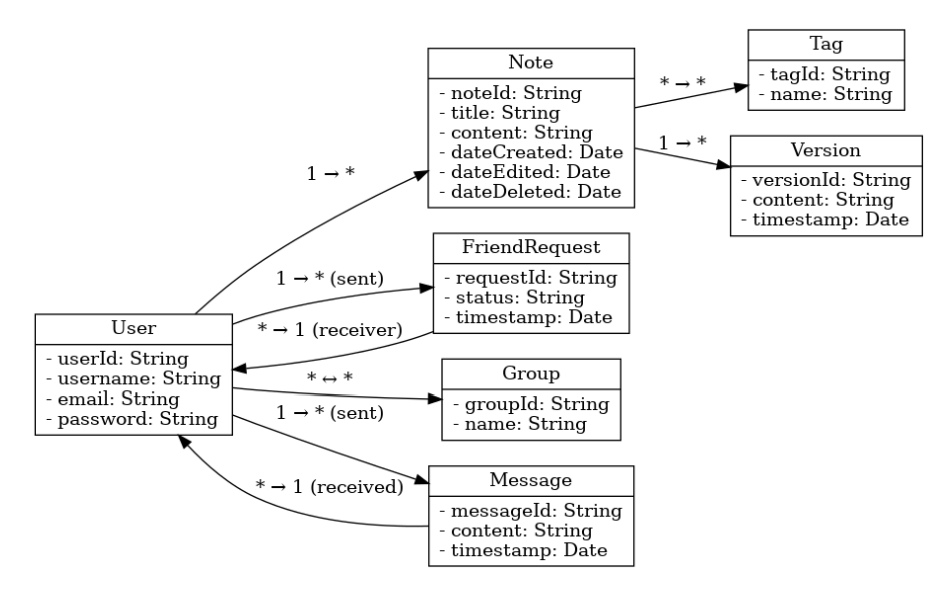 Note
- noteId: String
- title: String
- content: String
- dateCreated: Date
- dateEdited: Date
- dateDeleted: Date
Tag
- tagId: String
- name: String
* → *
1 → *
Version
- versionId: String
- content: String
- timestamp: Date
1 → *
FriendRequest
- requestId: String
- status: String
- timestamp: Date
1 → * (sent)
* → 1 (receiver)
User
- userId: String
- username: String
- email: String
- password: String
* ↔ *
Group
- groupId: String
- name: String
1 → * (sent)
* → 1 (received)
Message
- messageId: String
- content: String
- timestamp: Date